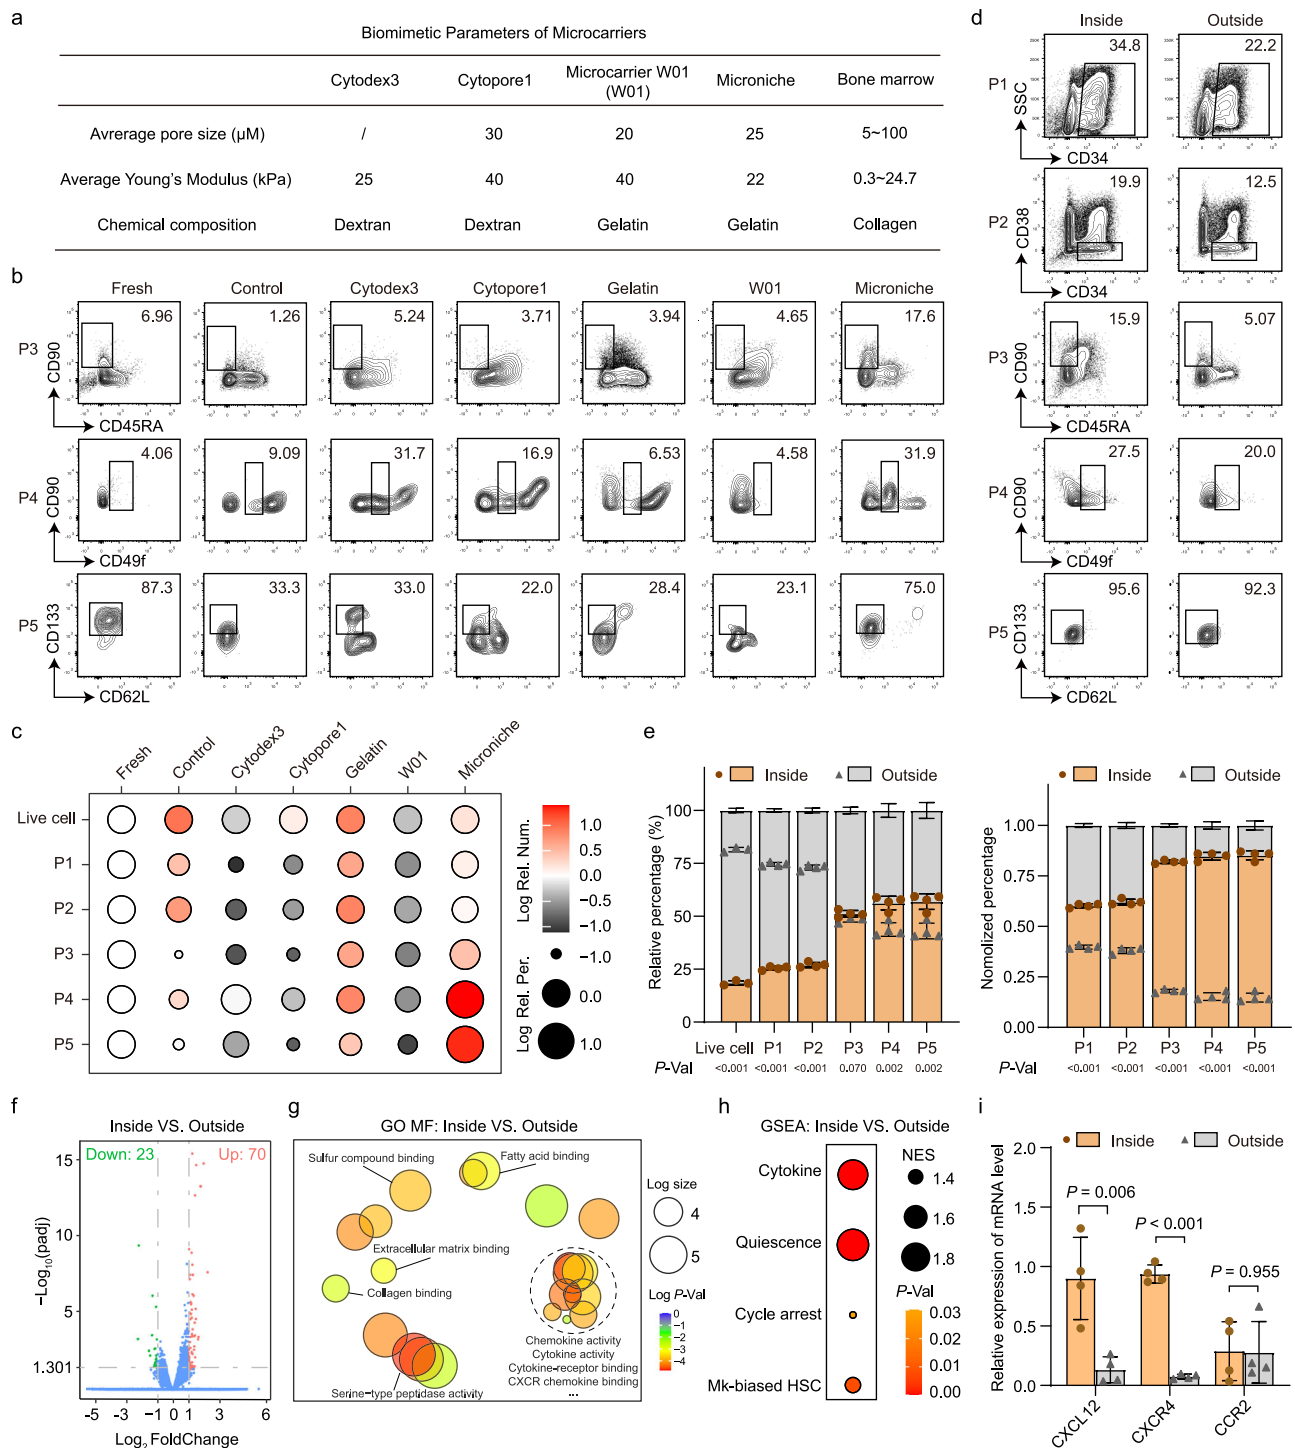 a
Biomimetic Parameters of Microcarriers
Cytodex3 Cytopore1 Microcarrier W01 (W01) Microniche Bone marrow
Avrerage pore size (μM) / 30 20 25 5~100
Average Young's Modulus (kPa) 25 40 40 22 0.3~24.7
Chemical composition Dextran Dextran Gelatin Gelatin Collagen
b
Fresh Control Cytodex3 Cytopore1 Gelatin W01 Microniche
P3 6.96 1.26 5.24 3.71 3.94 4.65 17.6
CD90
CD45RA
P4 4.06 9.09 31.7 16.9 6.53 4.58 31.9
CD90
CD49f
P5 87.3 33.3 33.0 22.0 28.4 23.1 75.0
CD133
CD62L
c
Fresh Control Cytodex3 Cytopore1 Gelatin W01 Microniche
Live cell
P1
P2
P3
P4
P5
Log Rel. Num.
1.0
0.5
0.0
−0.5
−1.0
Log Rel. Per.
−1.0
0.0
1.0
d
Inside Outside
P1 34.8 22.2
SSC
CD34
P2 19.9 12.5
CD38
CD34
P3 15.9 5.07
CD90
CD45RA
P4 27.5 20.0
CD90
CD49f
P5 95.6 92.3
CD133
CD62L
e
Inside Outside
Relative percentage (%)
100
75
50
25
0
Live cell P1 P2 P3 P4 P5
P-Val <0.001 <0.001 <0.001 0.070 0.002 0.002
Inside Outside
Nomolized percentage
1.00
0.75
0.50
0.25
0.00
P1 P2 P3 P4 P5
P-Val <0.001 <0.001 <0.001 <0.001 <0.001
f
Inside VS. Outside
Down: 23 Up: 70
−Log10(padj)
15
10
5
1.301
−5 −3 −1 0 1 3 6
Log2 FoldChange
g
GO MF: Inside VS. Outside
Sulfur compound binding
Fatty acid binding
Extracellular matrix binding
Collagen binding
Chemokine activity
Cytokine activity
Cytokine−receptor binding
CXCR chemokine binding
...
Serine−type peptidase activity
Log size
4
5
Log P-Val
0
−1
−2
−3
−4
h
GSEA: Inside VS. Outside
Cytokine
Quiescence
Cycle arrest
Mk-biased HSC
NES
1.4
1.6
1.8
P-Val
0.03
0.02
0.01
0.00
i
Inside Outside
Relative expression of mRNA level
2.0
1.5
1.0
0.5
0.0
P = 0.006
P < 0.001
P = 0.955
CXCL12 CXCR4 CCR2